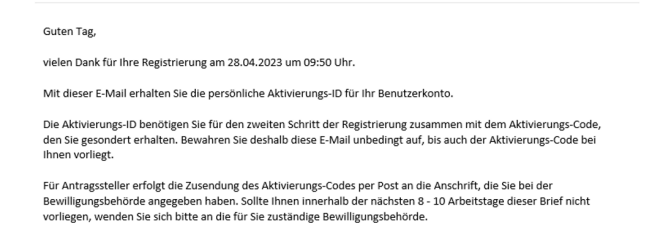 Guten Tag,
vielen Dank für Ihre Registrierung am 28.04.2023 um 09:50 Uhr.
Mit dieser E-Mail erhalten Sie die persönliche Aktivierungs-ID für Ihr Benutzerkonto.
Die Aktivierungs-ID benötigen Sie für den zweiten Schritt der Registrierung zusammen mit dem Aktivierungs-Code,
den Sie gesondert erhalten. Bewahren Sie deshalb diese E-Mail unbedingt auf, bis auch der Aktivierungs-Code bei
Ihnen vorliegt.
Für Antragssteller erfolgt die Zusendung des Aktivierungs-Codes per Post an die Anschrift, die Sie bei der
Bewilligungsbehörde angegeben haben. Sollte Ihnen innerhalb der nächsten 8 - 10 Arbeitstage dieser Brief nicht
vorliegen, wenden Sie sich bitte an die für Sie zuständige Bewilligungsbehörde.